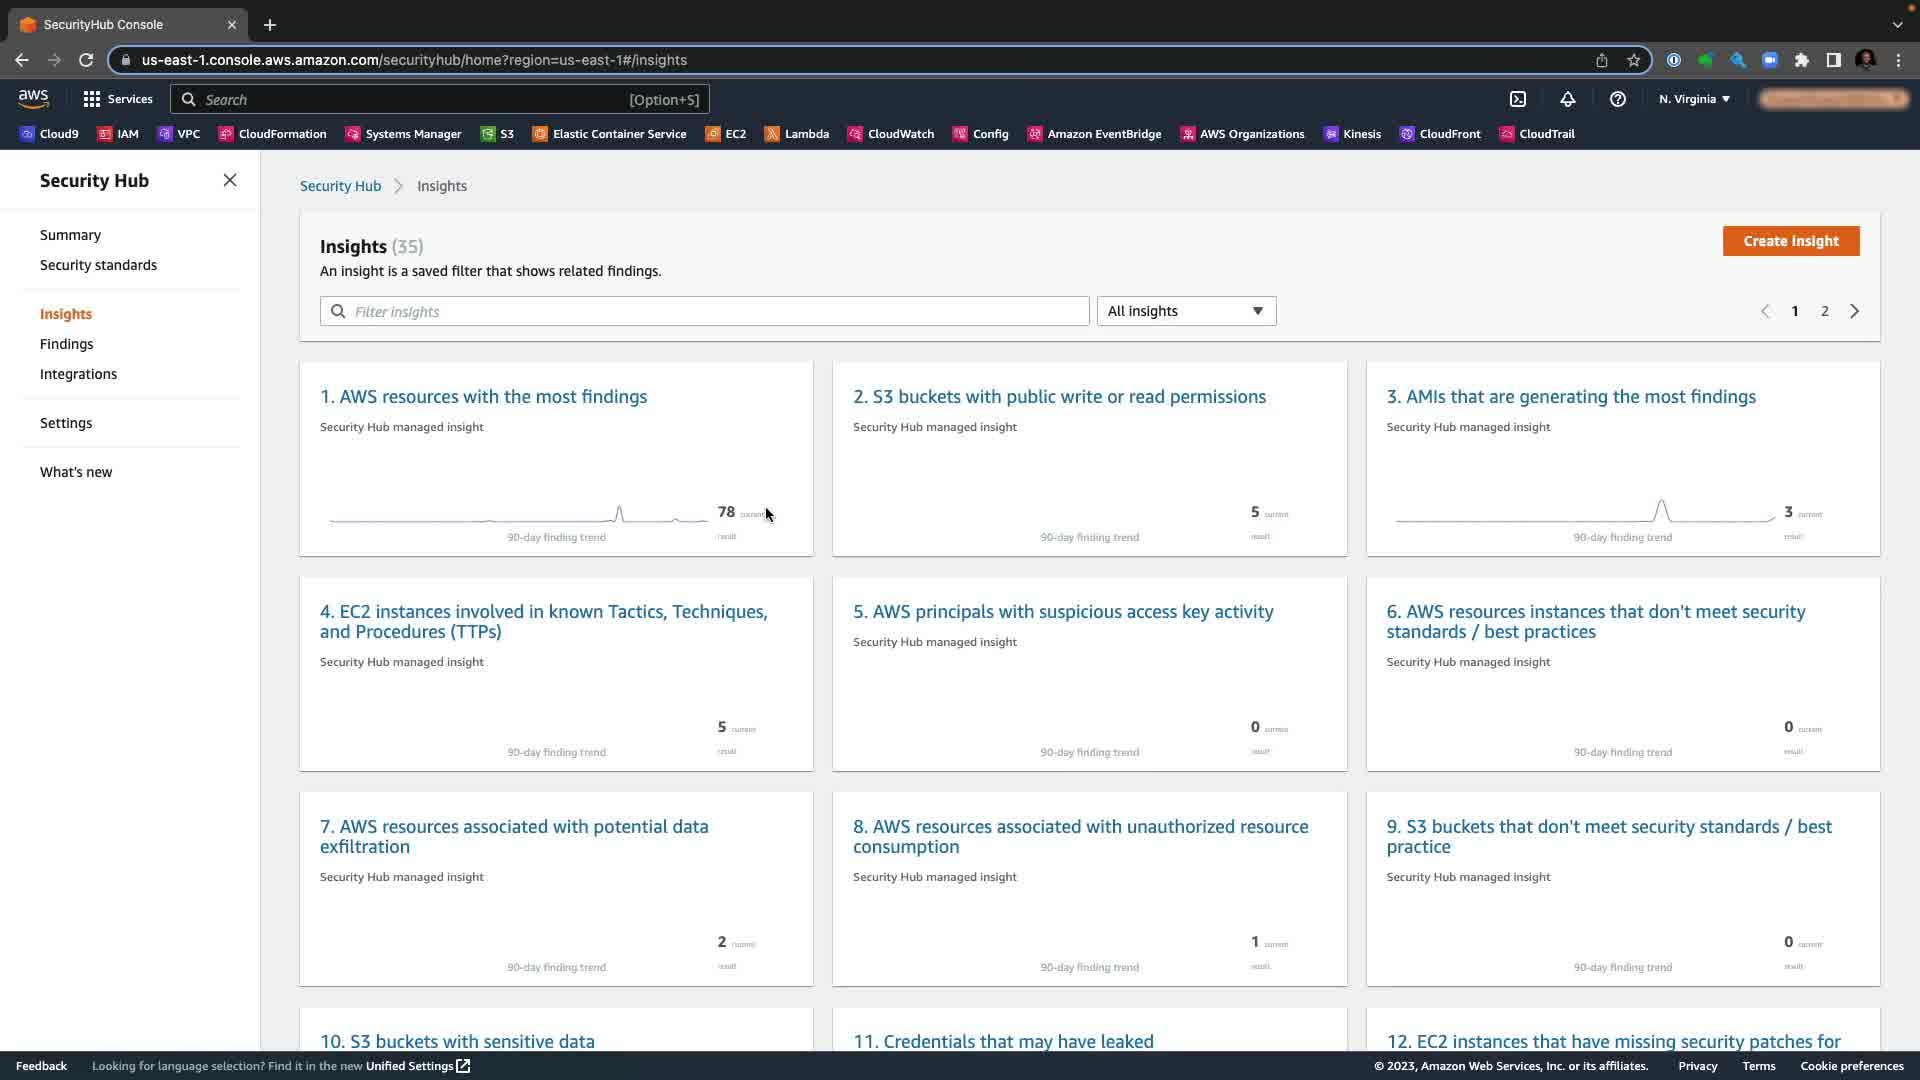 SecurityHub Console
us-east-1.console.aws.amazon.com/securityhub/home?region=us-east-1#/insights
aws
Services
Search
[Option+S]
N. Virginia
Cloud9
IAM
VPC
CloudFormation
Systems Manager
S3
Elastic Container Service
EC2
Lambda
CloudWatch
Config
Amazon EventBridge
AWS Organizations
Kinesis
CloudFront
CloudTrail
Security Hub
Summary
Security standards
Insights
Findings
Integrations
Settings
What's new
Security Hub
Insights
Insights (35)
An insight is a saved filter that shows related findings.
Create insight
Filter insights
All insights
1 2
1. AWS resources with the most findings
Security Hub managed insight
78 current
result
90-day finding trend
2. S3 buckets with public write or read permissions
Security Hub managed insight
5 current
result
90-day finding trend
3. AMIs that are generating the most findings
Security Hub managed insight
3 current
result
90-day finding trend
4. EC2 instances involved in known Tactics, Techniques,
and Procedures (TTPs)
Security Hub managed insight
5 current
result
90-day finding trend
5. AWS principals with suspicious access key activity
Security Hub managed insight
0 current
result
90-day finding trend
6. AWS resources instances that don't meet security
standards / best practices
Security Hub managed insight
0 current
result
90-day finding trend
7. AWS resources associated with potential data
exfiltration
Security Hub managed insight
2 current
result
90-day finding trend
8. AWS resources associated with unauthorized resource
consumption
Security Hub managed insight
1 current
result
90-day finding trend
9. S3 buckets that don't meet security standards / best
practice
Security Hub managed insight
0 current
result
90-day finding trend
10. S3 buckets with sensitive data
11. Credentials that may have leaked
12. EC2 instances that have missing security patches for
Feedback
Looking for language selection? Find it in the new Unified Settings
© 2023, Amazon Web Services, Inc. or its affiliates.
Privacy
Terms
Cookie preferences